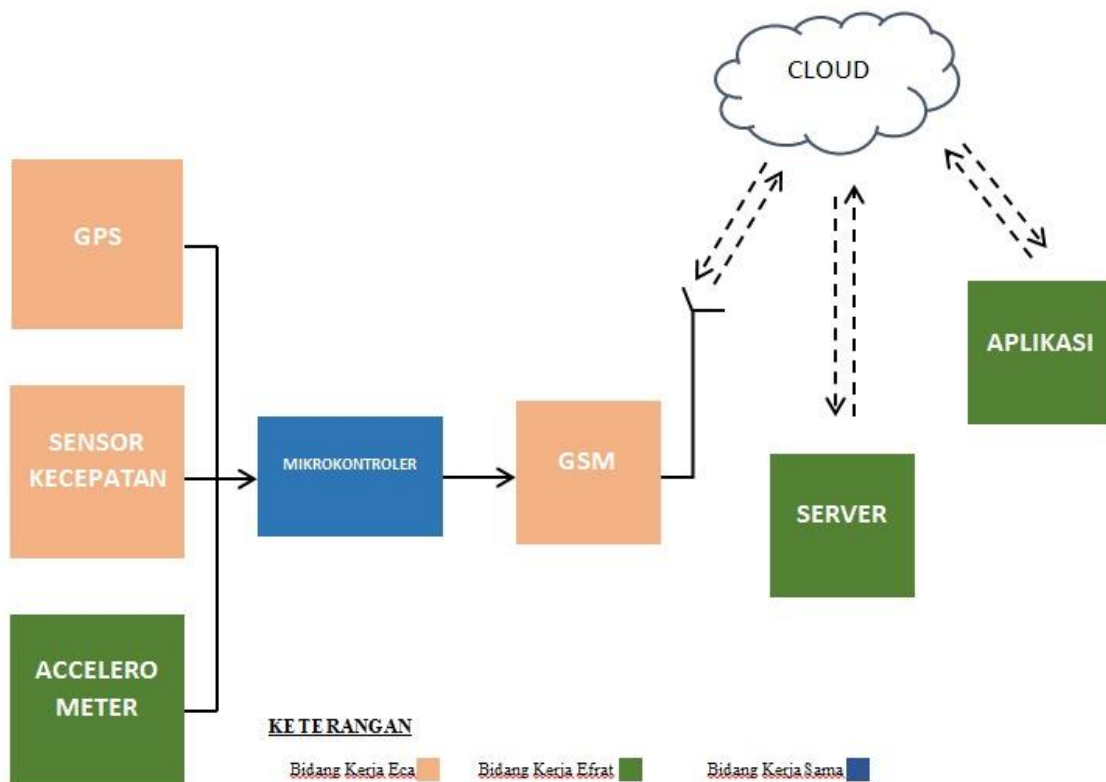 CLOUD
GPS
APLIKASI
SENSOR
KECEPATAN
MIKROKONTROLER
GSM
SERVER
ACCELERO
METER
KETERANGAN
Bidang Kerja Eca
Bidang Kerja Efrat
Bidang Kerja Sama